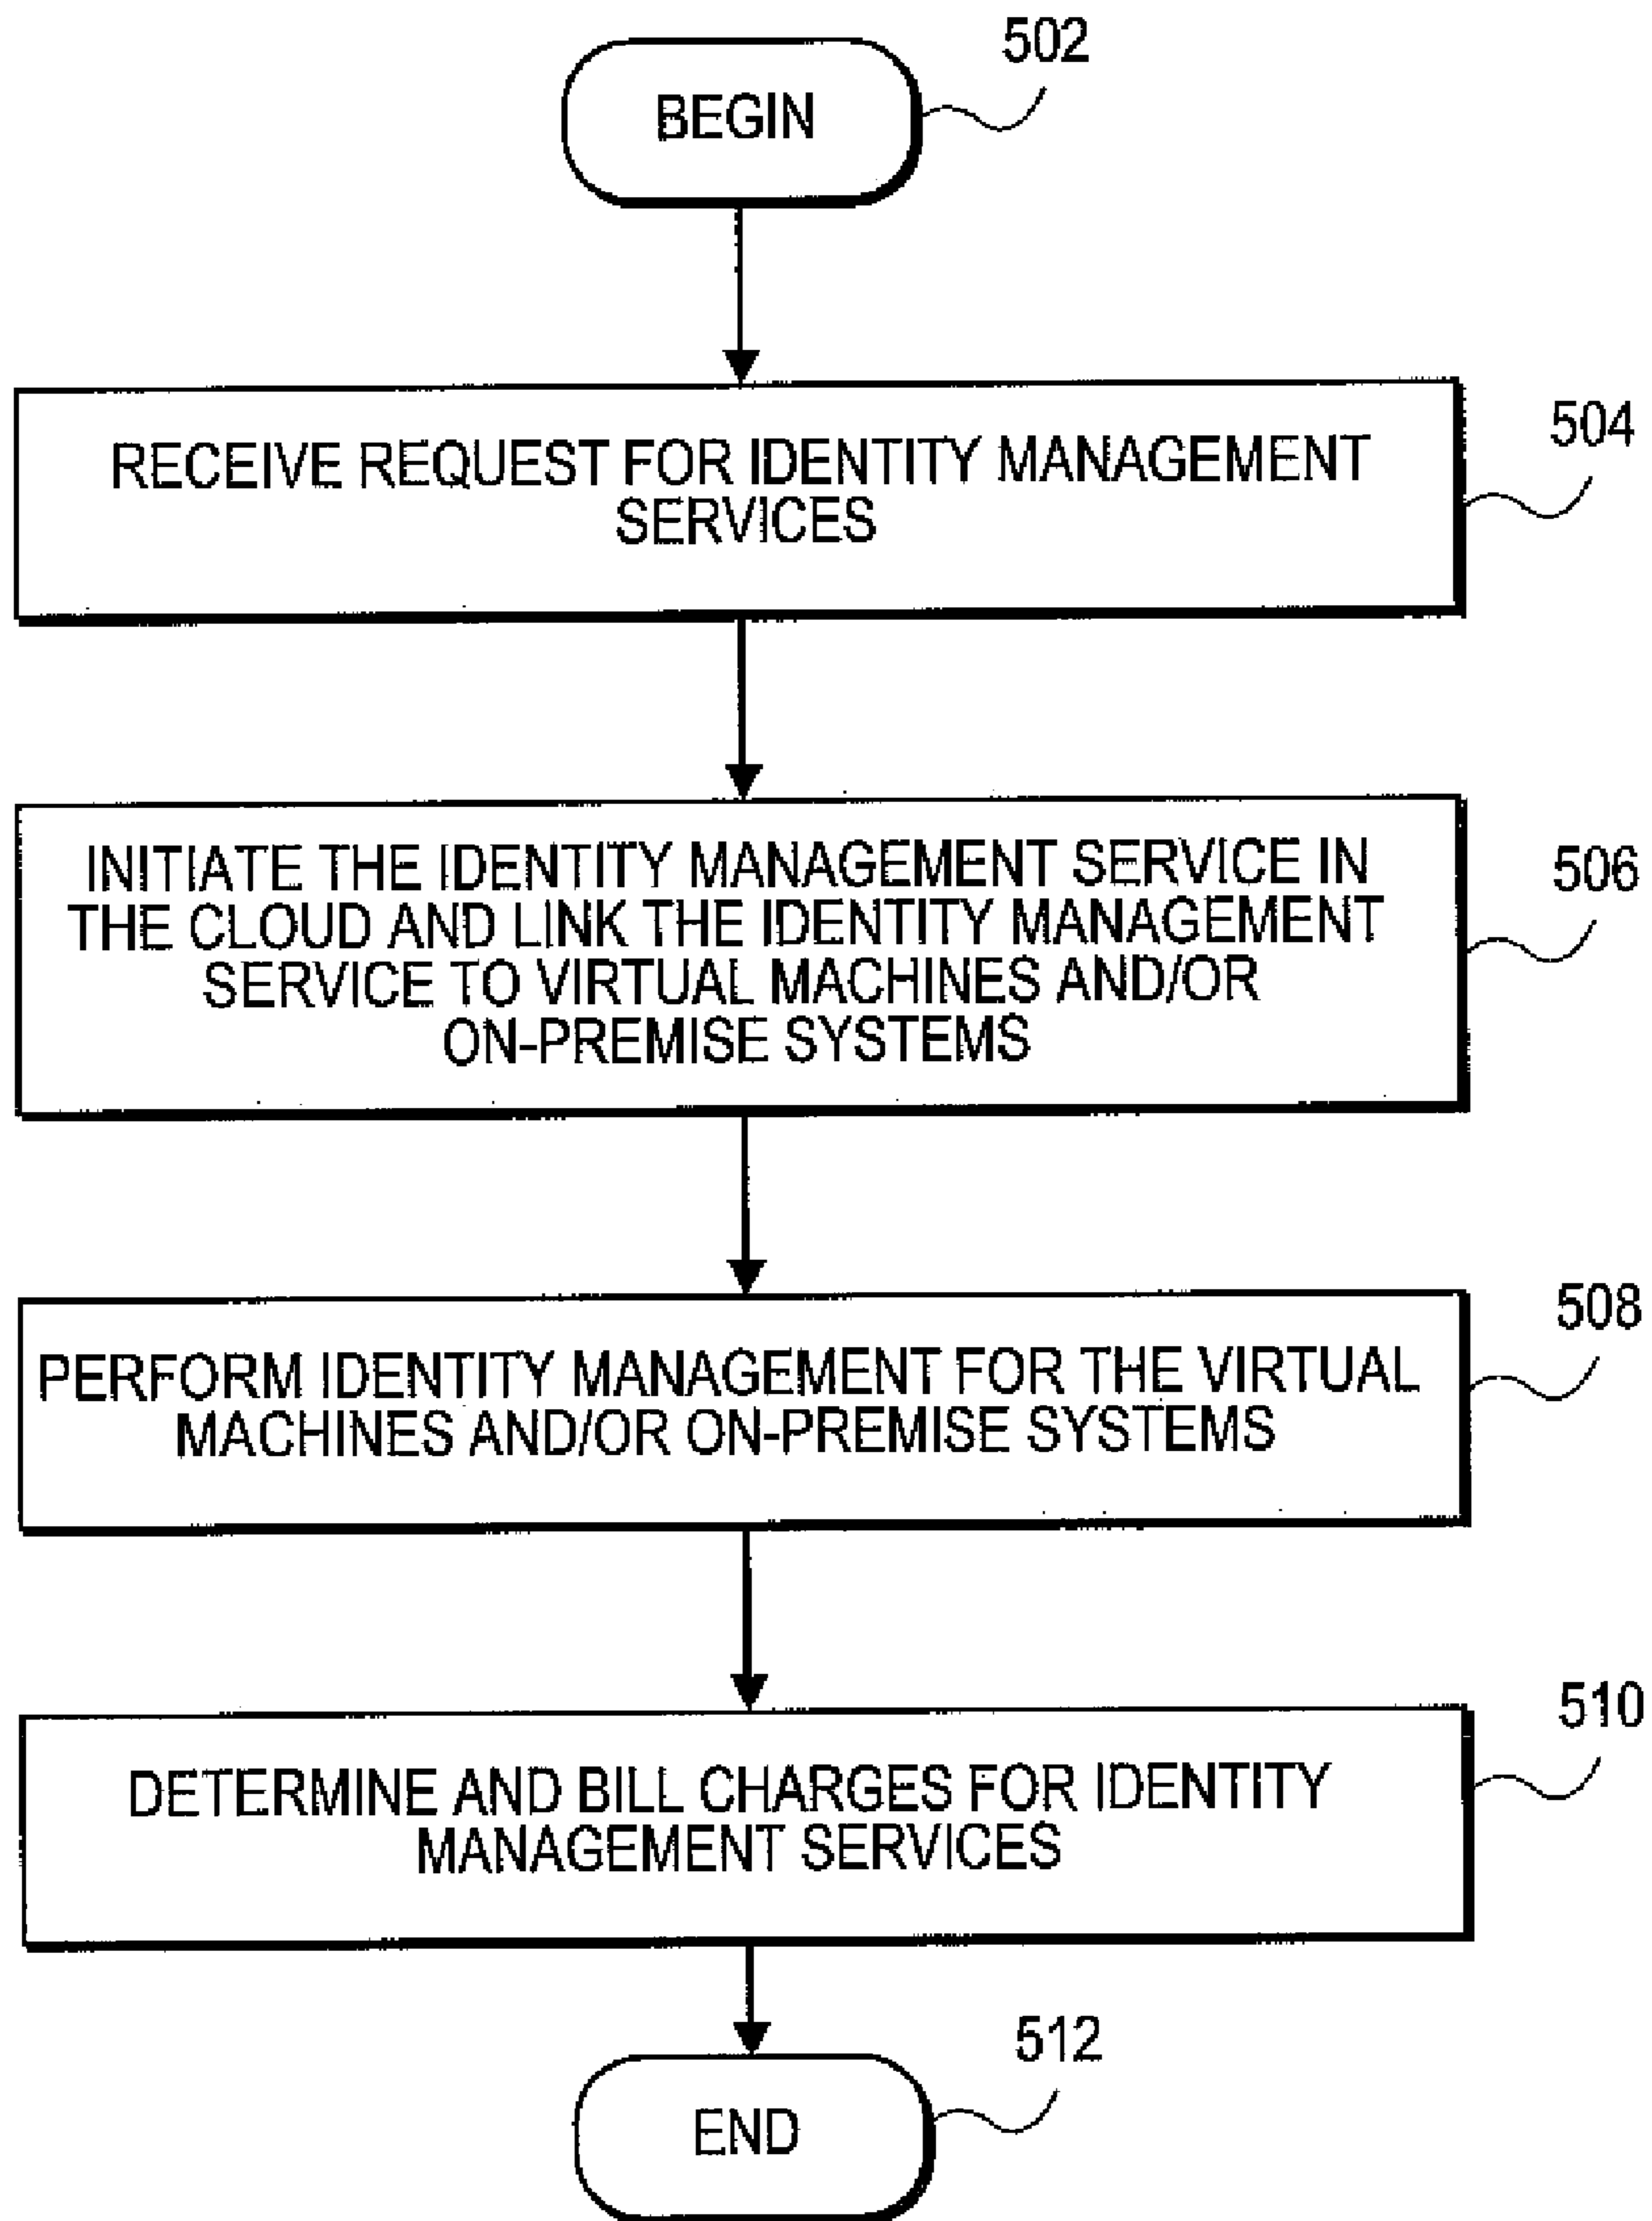 502
BEGIN
504
RECEIVE REQUEST FOR IDENTITY MANAGEMENT
SERVICES
506
INITIATE THE IDENTITY MANAGEMENT SERVICE IN
THE CLOUD AND LINK THE IDENTITY MANAGEMENT
SERVICE TO VIRTUAL MACHINES AND/OR
ON-PREMISE SYSTEMS
508
PERFORM IDENTITY MANAGEMENT FOR THE VIRTUAL
MACHINES AND/OR ON-PREMISE SYSTEMS
510
DETERMINE AND BILL CHARGES FOR IDENTITY
MANAGEMENT SERVICES
512
END